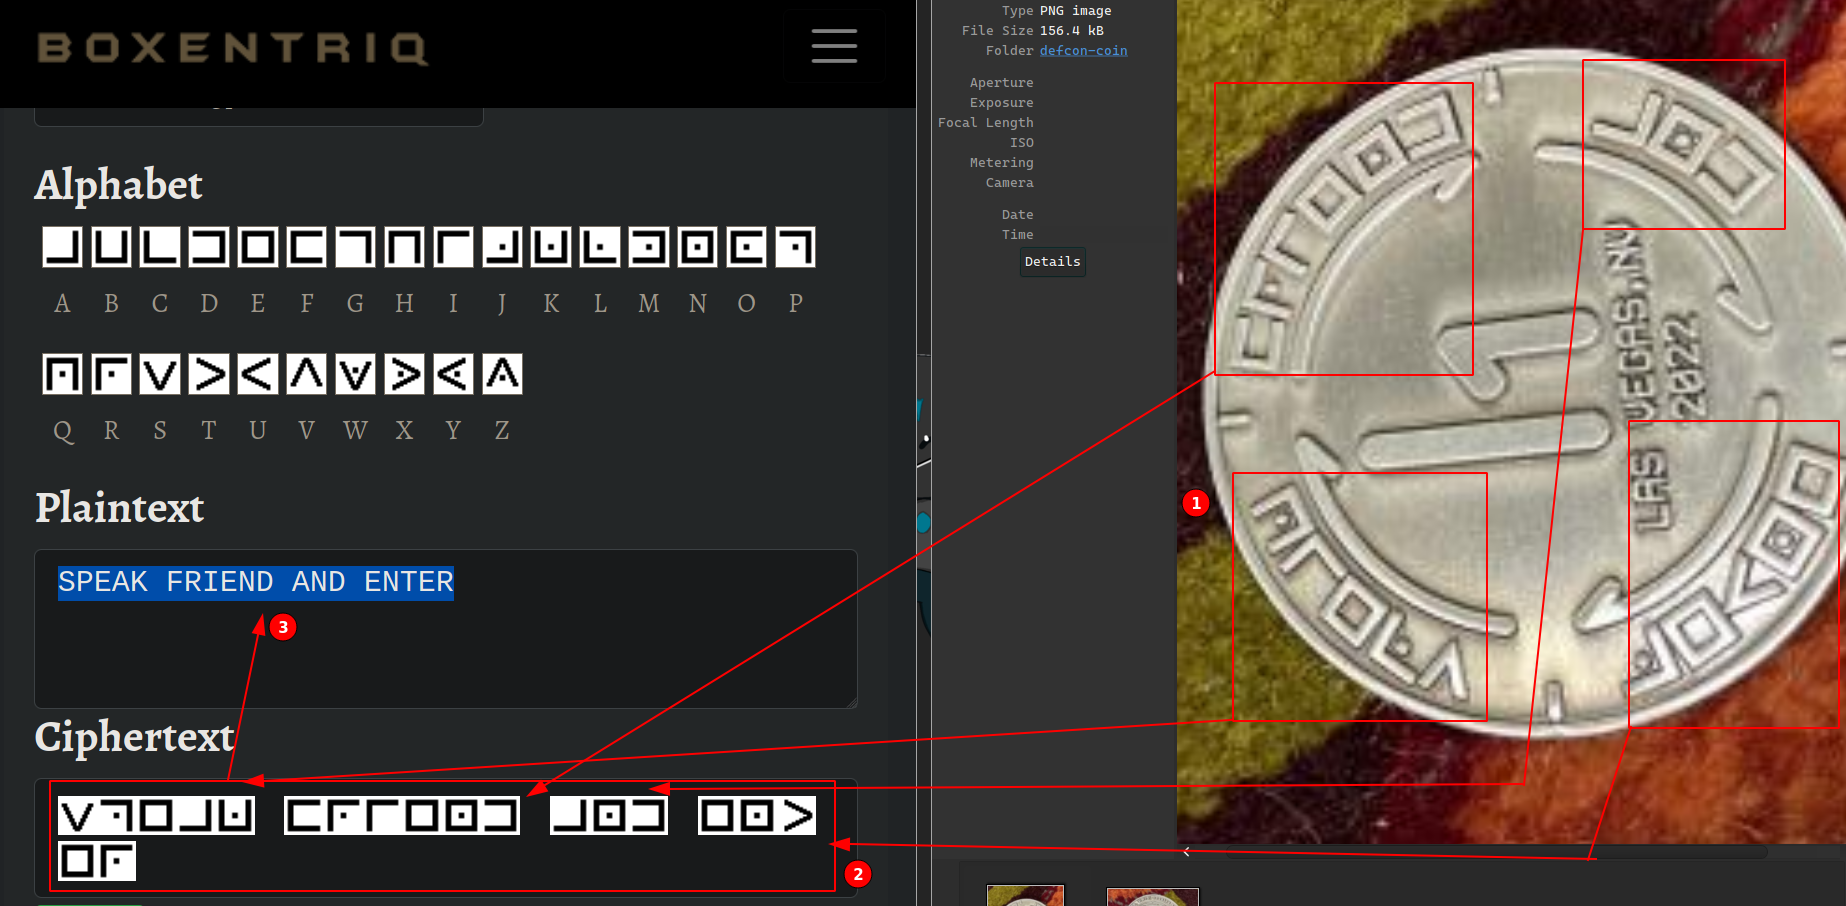 BOXENTRIQ
Alphabet
A B C D E F G H I J K L M N O P
Q R S T U V W X Y Z
Plaintext
SPEAK FRIEND AND ENTER
3
Ciphertext
2
Type PNG image
File Size 156.4 kB
Folder defcon-coin
Aperture
Exposure
Focal Length
ISO
Metering
Camera
Date
Time
Details
1
LAS VEGAS, NV
2022